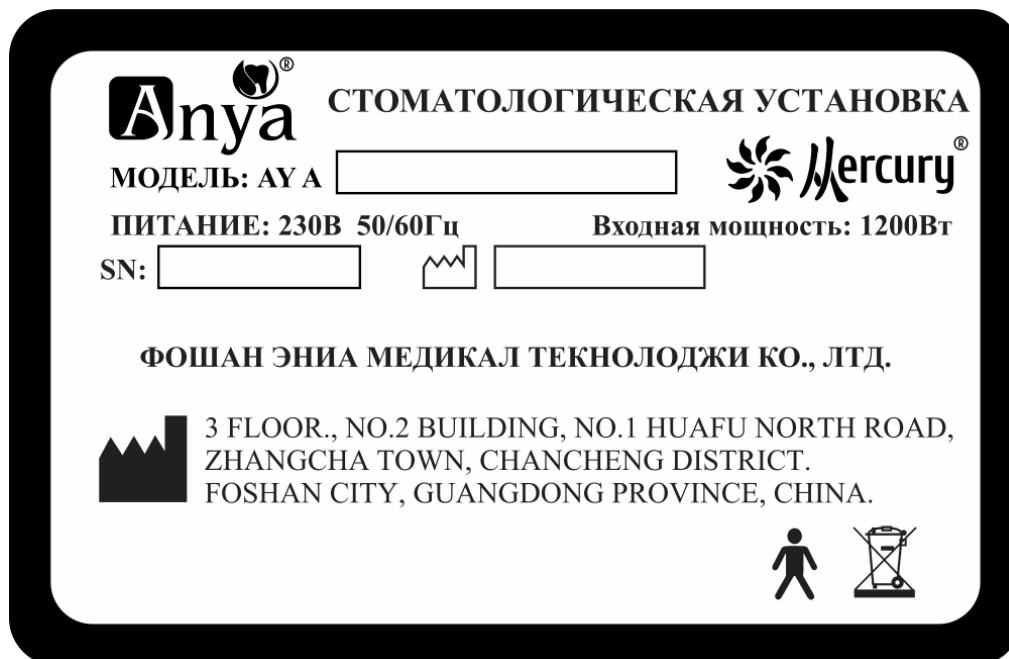 Anya® СТОМАТОЛОГИЧЕСКАЯ УСТАНОВКА
МОДЕЛЬ: AY A Mercury®
ПИТАНИЕ: 230В 50/60Гц Входная мощность: 1200Вт
SN:
ФОШАН ЭНИА МЕДИКАЛ ТЕКНОЛОДЖИ КО., ЛТД.
3 FLOOR., NO.2 BUILDING, NO.1 HUAFU NORTH ROAD,
ZHANGCHA TOWN, CHANCHENG DISTRICT.
FOSHAN CITY, GUANGDONG PROVINCE, CHINA.